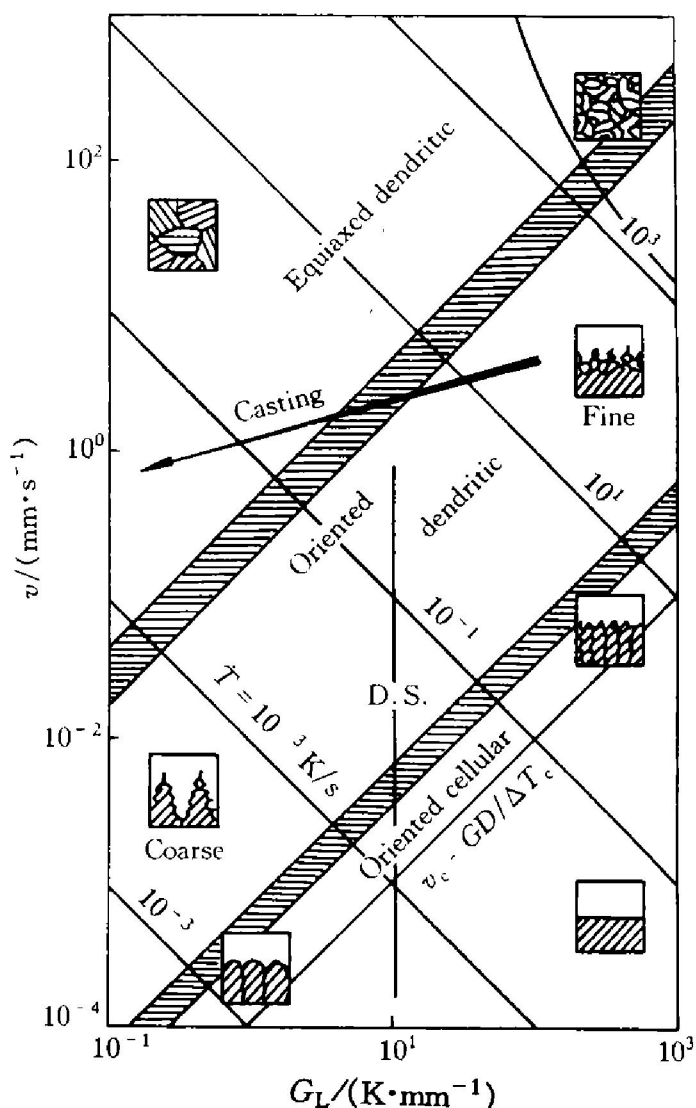 10²
10⁰
10⁻²
10⁻⁴
v/(mm·s⁻¹)
Equiaxed dendritic
10³
Casting
Fine
Oriented dendritic
10¹
10⁻¹
Ṫ = 10 ³ K/s
D. S.
Coarse
Oriented cellular
v_c - GD/ΔT_c
10⁻³
10⁻¹
10¹
10³
G_L/(K·mm⁻¹)